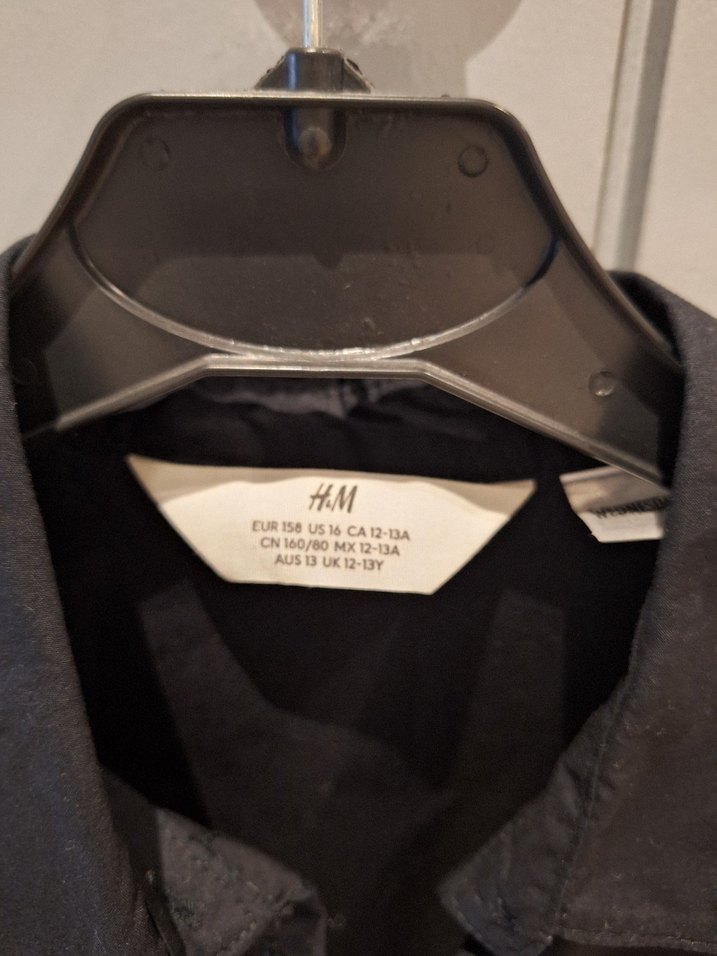 H&M
EUR 158 US 16 CA 12-13A
CN 160/80 MX 12-13A
AUS 13 UK 12-13Y